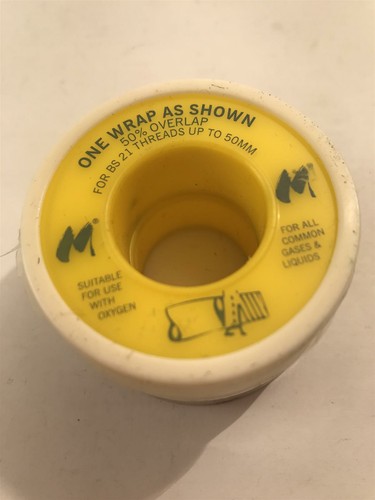 ONE WRAP AS SHOWN
50% OVERLAP
FOR BS 21 THREADS UP TO 50MM
M®
M®
SUITABLE
FOR USE
WITH
OXYGEN
FOR ALL
COMMON
GASES &
LIQUIDS